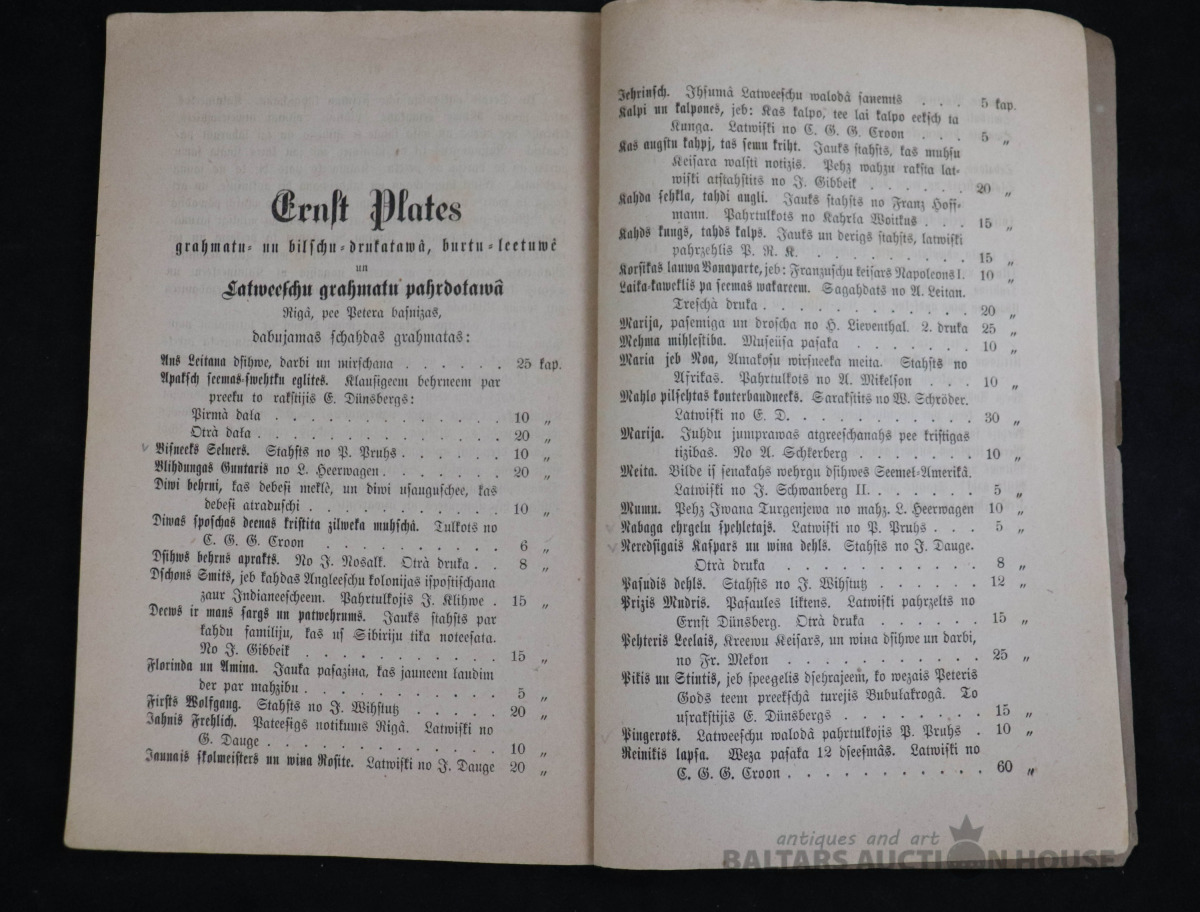 Ernst Plates
grahmatu- un bilschu-drukatawâ, burtu-leetuwê
un
Latweeschu grahmatu pahrdotawâ
Rigâ, pee Petera basnizas,
dabujamas schahdas grahmatas:
Ans Leitana dsihwe, darbi un mirschana . . . . . . 25 kap.
Apaksch seemas-swehtku eglites. Klausigeem behrneem par
preeku to rakstijis E. Dünsbergs:
Pirmà dala . . . . . . . . . . . . . 10 „
Otrà dala . . . . . . . . . . . . . . 20 „
Bisneeks Selners. Stahsts no P. Pruhs . . . . . . 10 „
Blihdungas Guntaris no L. Heerwagen . . . . . . . 20 „
Diwi behrni, kas debesi meklè, un diwi usauguschee, kas
debesi atraduschi . . . . . . . . . . . 10 „
Diwas sposchas deenas kristita zilweka muhschâ. Tulkots no
C. G. G. Croon . . . . . . . . . . 6 „
Dsihws behrns aprakts. No J. Nosalk. Otrà druka . . 8 „
Dschons Smits, jeb kahdas Angleeschu kolonijas ispostischana
zaur Indianeescheem. Pahrtulkojis J. Klihwe . 15 „
Deews ir mans sargs un patwehrums. Jauks stahsts par
kahdu familiju, kas us Sibiriju tika noteesata.
No J. Gibbeik . . . . . . . . . . . 15 „
Florinda un Amina. Jauka pasazina, kas jauneem laudim
der par mahzibu . . . . . . . . . . . 5 „
Firsts Wolfgang. Stahsts no J. Wihstutz . . . . . 20 „
Jahnis Frehlich. Pateesigs notikums Rigâ. Latwiski no
G. Dauge . . . . . . . . . . . . . 10 „
Jaunajs skolmeisters un wina Rosite. Latwiski no J. Dauge 20 „
Jehrinsch. Ihsumâ Latweeschu walodâ sanemts . . . 5 kap.
Kalpi un kalpones, jeb: Kas kalpo, tee lai kalpo eeksch ta
Kunga. Latwiski no C. G. G. Croon . . 5 „
Kas augstu kahpj, tas semu kriht. Jauks stahsts, kas muhsu
Keisara walsti notizis. Pehz wahzu raksta lat-
wiski atstahstits no J. Gibbeik . . . . . . 20 „
Kahda sehkla, tahdi augli. Jauks stahsts no Franz Hoff-
mann. Pahrtulkots no Kahrla Woitkus . . . 15 „
Kahds kungs, tahds kalps. Jauks un derigs stahsts, latwiski
pahrzehlis P. R. K. . . . . . . . . . 15 „
Korsikas lauwa Bonaparte, jeb: Franzuschu keisars Napoleons I. 10 „
Laika-kaweklis pa seemas wakareem. Sagahdats no A. Leitan.
Treschâ druka . . . . . . . . . . . . 20 „
Marija, pasemiga un droscha no H. Lieventhal. 2. druka 25 „
Mehma mihlestiba. Museüsa pasaka . . . . . . . 10 „
Maria jeb Noa, Amakosu wirsneeka meita. Stahsts no
Afrikas. Pahrtulkots no A. Mikelson . . . 10 „
Mahlo pilsehtas konterbandneeks. Sarakstits no W. Schröder.
Latwiski no E. D. . . . . . . . . . . 30 „
Marija. Juhdu jumprawas atgreeschanahs pee kristigas
tizibas. No A. Schkerberg . . . . . . . 10 „
Meita. Bilde is senakahs wehrgu dsihwes Seemel-Amerikâ.
Latwiski no J. Schwanberg II. . . . . . . 5 „
Mumu. Pehz Iwana Turgenjewa no mahz. L. Heerwagen 10 „
Nabaga ehrgelu spehletajs. Latwiski no P. Pruhs . . . 5 „
Neredsigais Kaspars un wina dehls. Stahsts no J. Dauge.
Otrà druka . . . . . . . . . . . . 8 „
Pasudis dehls. Stahsts no J. Wihstutz . . . . . . 12 „
Prizis Mudris. Pasaules liktens. Latwiski pahrzelts no
Ernst Dünsberg. Otrà druka . . . . . . 15 „
Pehteris Leelais, Kreewu Keisars, un wina dsihwe un darbi,
no Fr. Mekon . . . . . . . . . . . 25 „
Pikis un Stintis, jeb speegelis dsehrajeem, ko wezais Peteris
Gods teem preekschâ turejis Bubulakrogâ. To
usrakstijis E. Dünsbergs . . . . . . . . 15 „
Pingerots. Latweeschu walodâ pahrtulkojis P. Pruhs . 10 „
Reinikis lapsa. Weza pasaka 12 dseesmâs. Latwiski no
C. G. G. Croon . . . . . . . . . . . 60 „
antiques and art
BALTARS AUCTION HOUSE